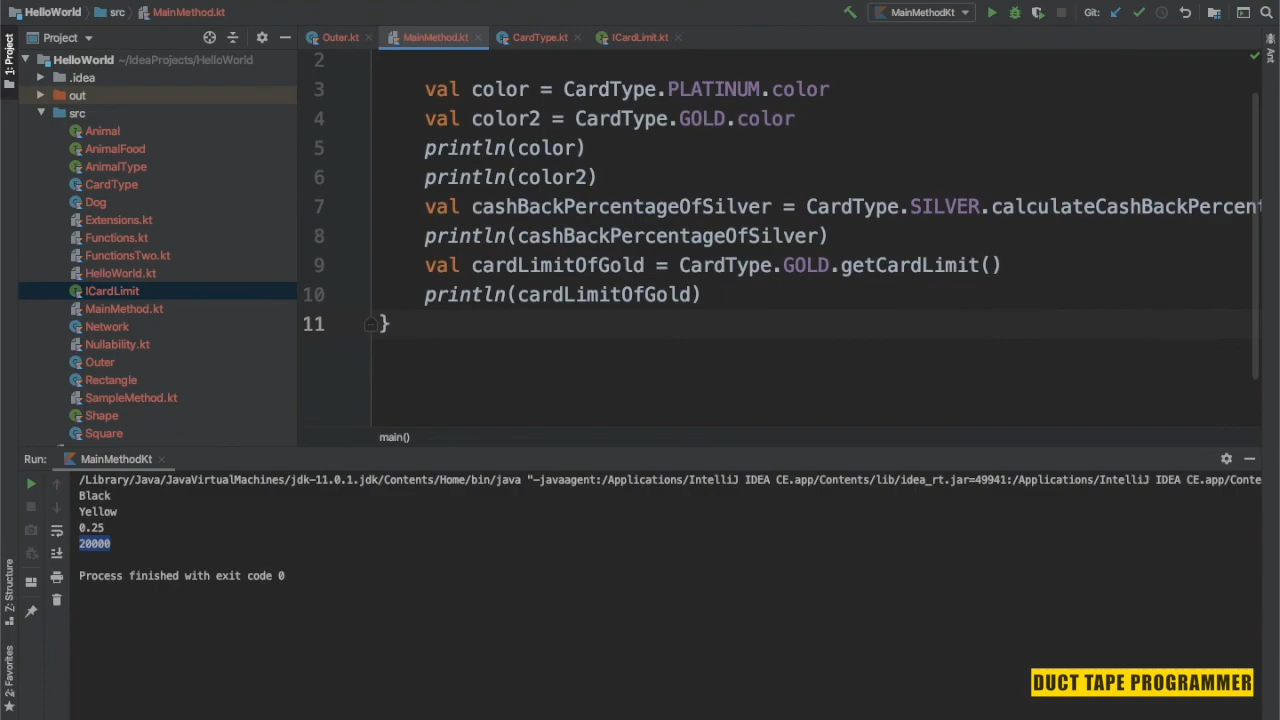 HelloWorld src MainMethod.kt MainMethodKt Git:
Project
Outer.kt MainMethod.kt CardType.kt ICardLimit.kt
1: Project
Ant
HelloWorld ~/IdeaProjects/HelloWorld
.idea
out
src
Animal
AnimalFood
AnimalType
CardType
Dog
Extensions.kt
Functions.kt
FunctionsTwo.kt
HelloWorld.kt
ICardLimit
MainMethod.kt
Network
Nullability.kt
Outer
Rectangle
SampleMethod.kt
Shape
Square
2
3 val color = CardType.PLATINUM.color
4 val color2 = CardType.GOLD.color
5 println(color)
6 println(color2)
7 val cashBackPercentageOfSilver = CardType.SILVER.calculateCashBackPercent
8 println(cashBackPercentageOfSilver)
9 val cardLimitOfGold = CardType.GOLD.getCardLimit()
10 println(cardLimitOfGold)
11 }
main()
Run: MainMethodKt
/Library/Java/JavaVirtualMachines/jdk-11.0.1.jdk/Contents/Home/bin/java "-javaagent:/Applications/IntelliJ IDEA CE.app/Contents/lib/idea_rt.jar=49941:/Applications/IntelliJ IDEA CE.app/Conte
Black
Yellow
0.25
20000
Process finished with exit code 0
Z: Structure
2: Favorites
DUCT TAPE PROGRAMMER